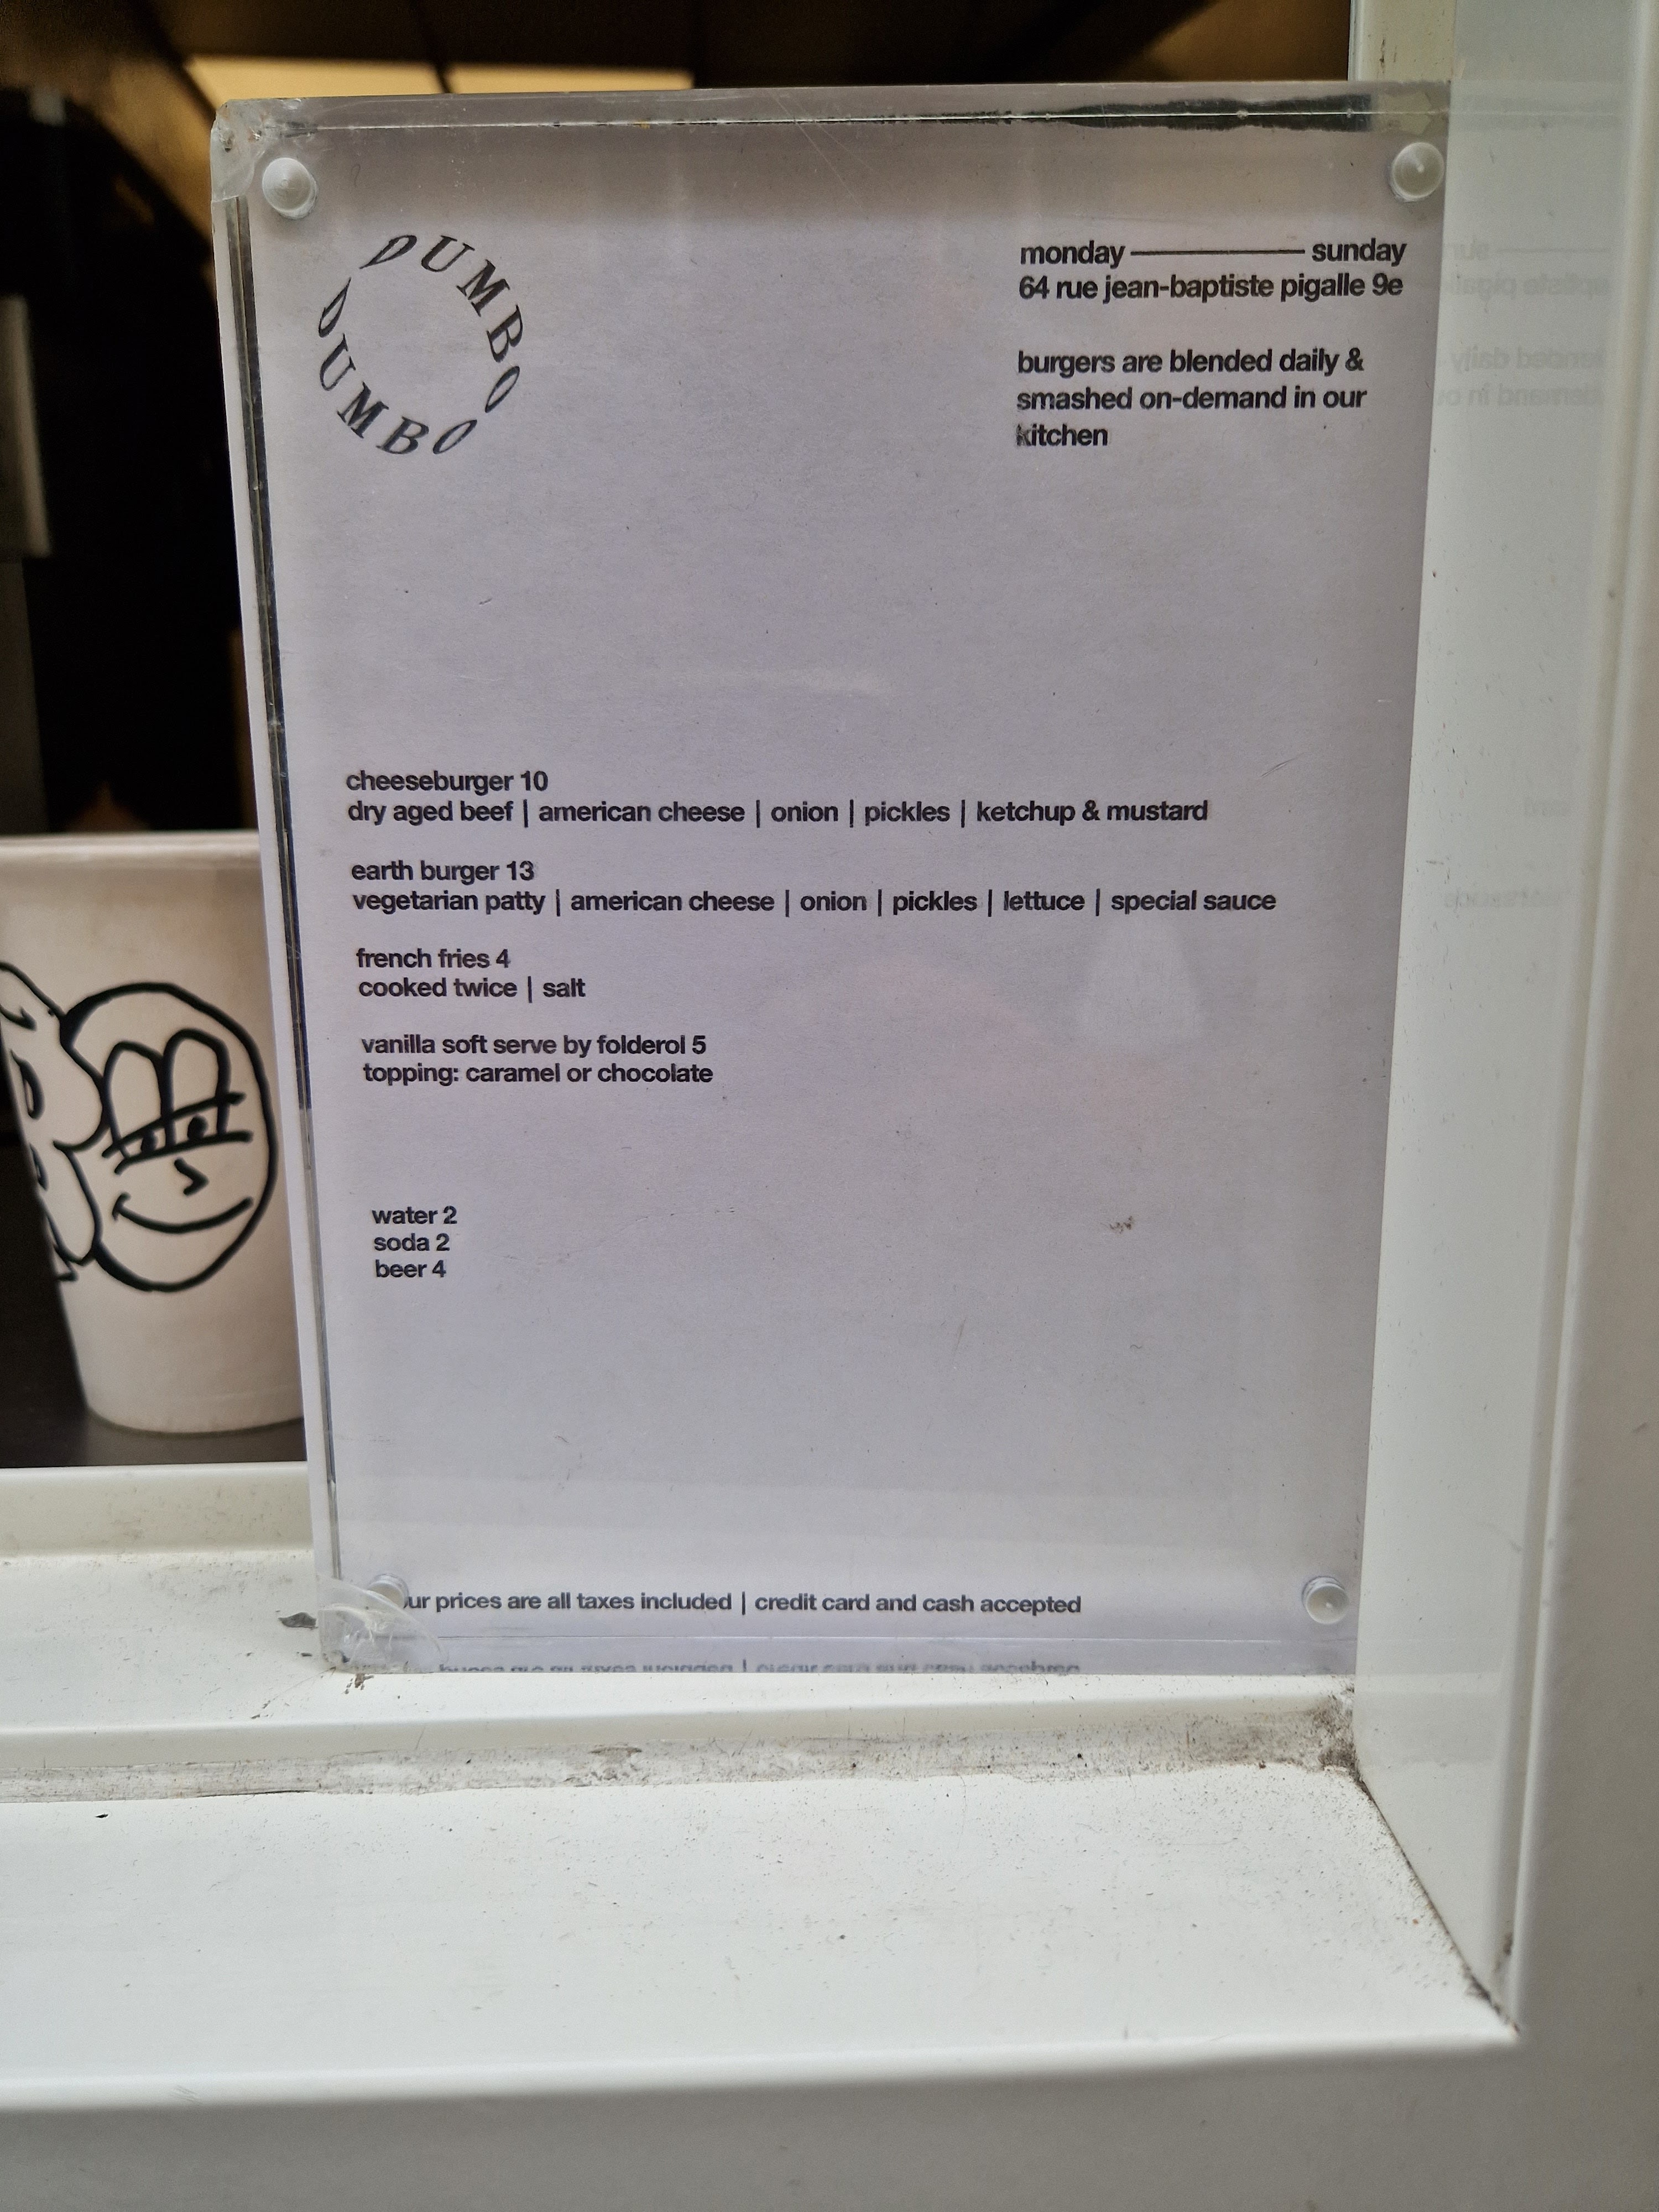 DUMBO
DUMBO
monday sunday
64 rue jean-baptiste pigalle 9e
burgers are blended daily &
smashed on-demand in our
kitchen
cheeseburger 10
dry aged beef | american cheese | onion | pickles | ketchup & mustard
earth burger 13
vegetarian patty | american cheese | onion | pickles | lettuce | special sauce
french fries 4
cooked twice | salt
vanilla soft serve by folderol 5
topping: caramel or chocolate
water 2
soda 2
beer 4
ur prices are all taxes included | credit card and cash accepted